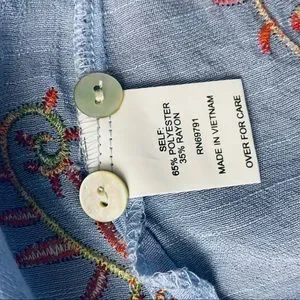 SELF:
65% POLYESTER
35% RAYON
RN69791
MADE IN VIETNAM
OVER FOR CARE